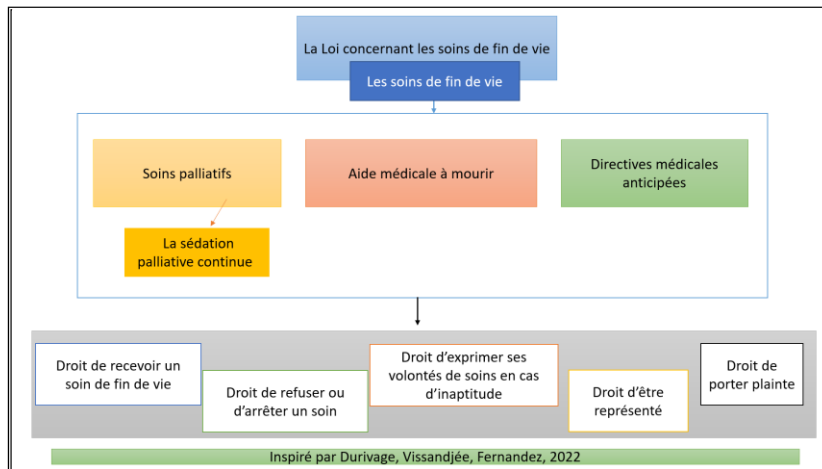 La Loi concernant les soins de fin de vie
Les soins de fin de vie
Soins palliatifs
Aide médicale à mourir
Directives médicales
anticipées
La sédation
palliative continue
Droit de recevoir un
soin de fin de vie
Droit de refuser ou
d’arrêter un soin
Droit d’exprimer ses
volontés de soins en cas
d’inaptitude
Droit d’être
représenté
Droit de
porter plainte
Inspiré par Durivage, Vissandjée, Fernandez, 2022